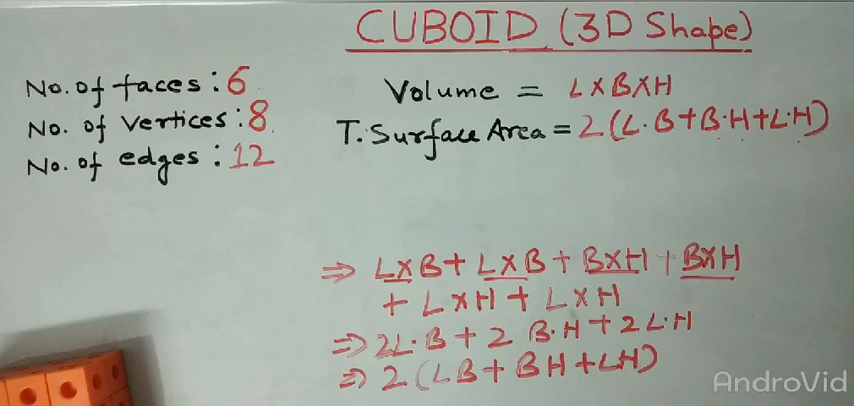 CUBOID (3D Shape)
No. of faces : 6
No. of Vertices : 8
No. of edges : 12
Volume = L×B×H
T. Surface Area = 2(L·B+B·H+L·H)
⇒ L×B + L×B + B×H + B×H
+ L×H + L×H
⇒ 2L·B + 2 B·H + 2L·H
⇒ 2(LB + BH + LH)
AndroVid